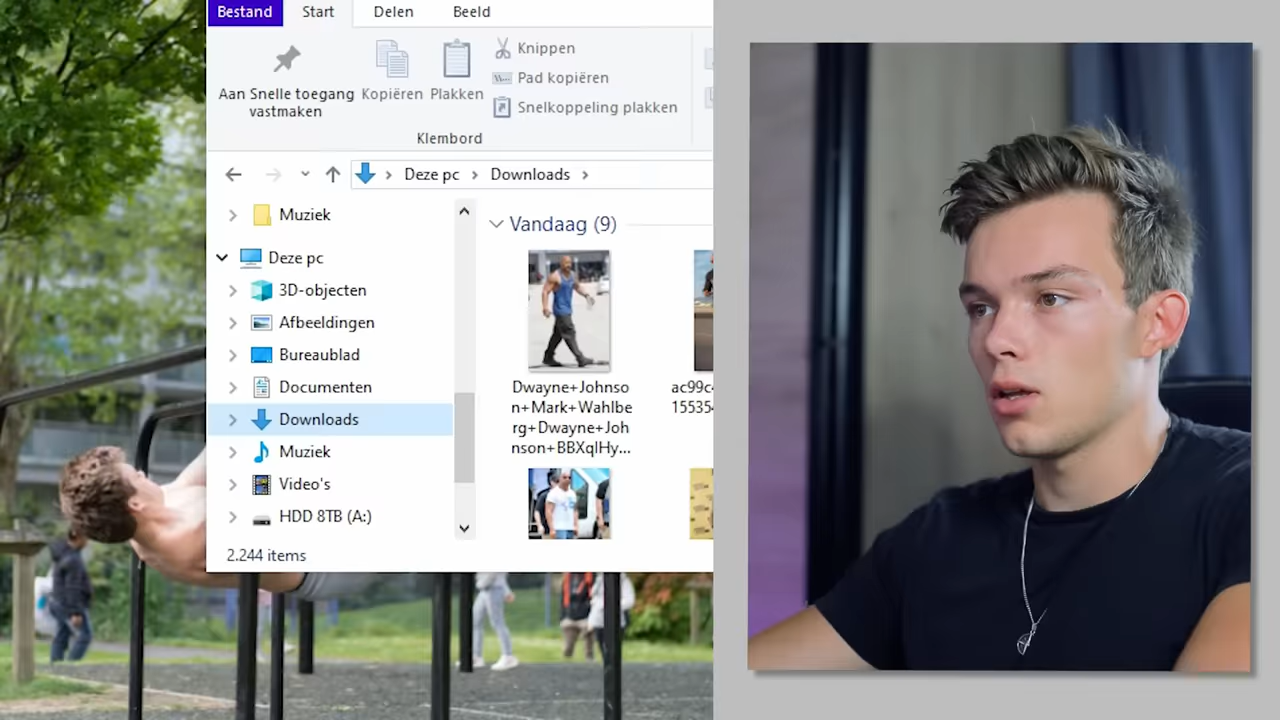 Bestand Start Delen Beeld
Aan Snelle toegang
vastmaken
Kopiëren
Plakken
Knippen
Pad kopiëren
Snelkoppeling plakken
Klembord
Deze pc Downloads
Muziek
Deze pc
3D-objecten
Afbeeldingen
Bureaublad
Documenten
Downloads
Muziek
Video's
HDD 8TB (A:)
Vandaag (9)
Dwayne+Johnso
n+Mark+Wahlbe
rg+Dwayne+Joh
nson+BBXqlHy...
ac99c
15535
2.244 items